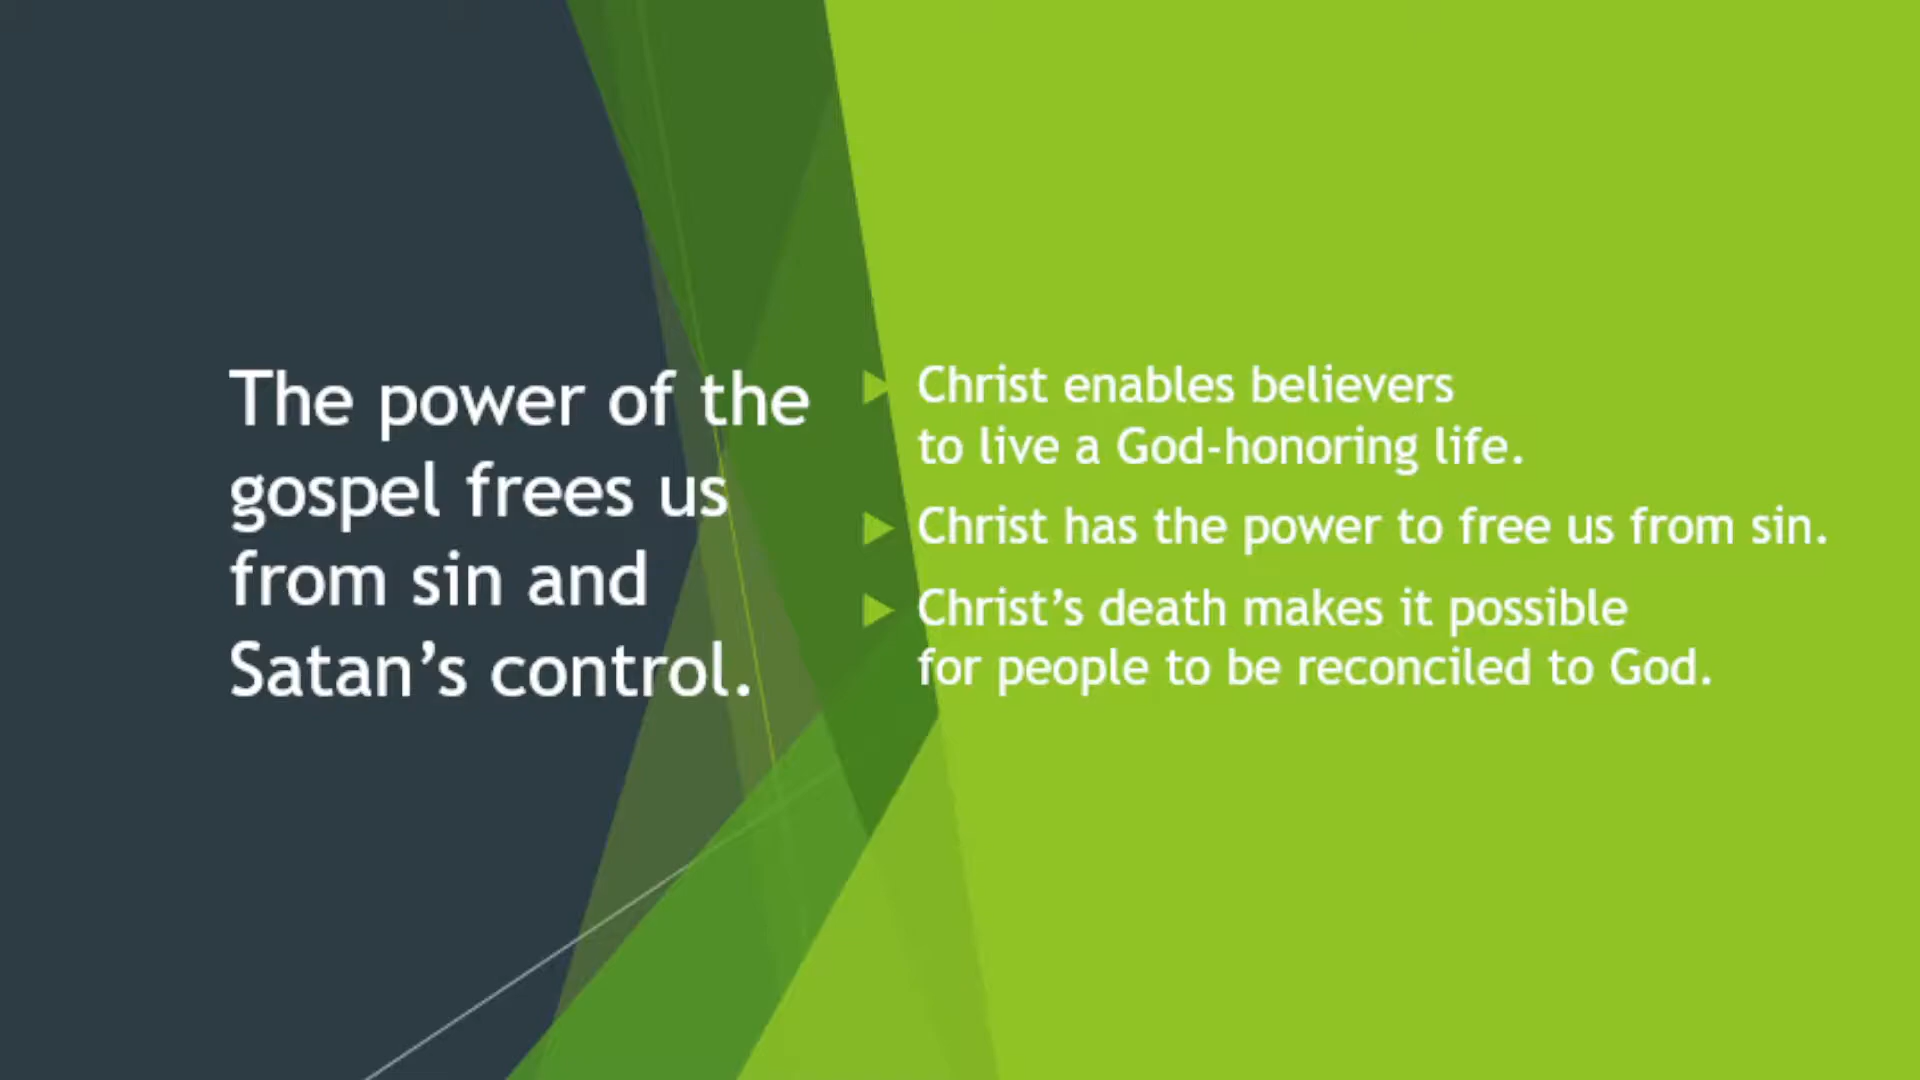 The power of the
gospel frees us
from sin and
Satan’s control.
Christ enables believers
to live a God-honoring life.
Christ has the power to free us from sin.
Christ’s death makes it possible
for people to be reconciled to God.